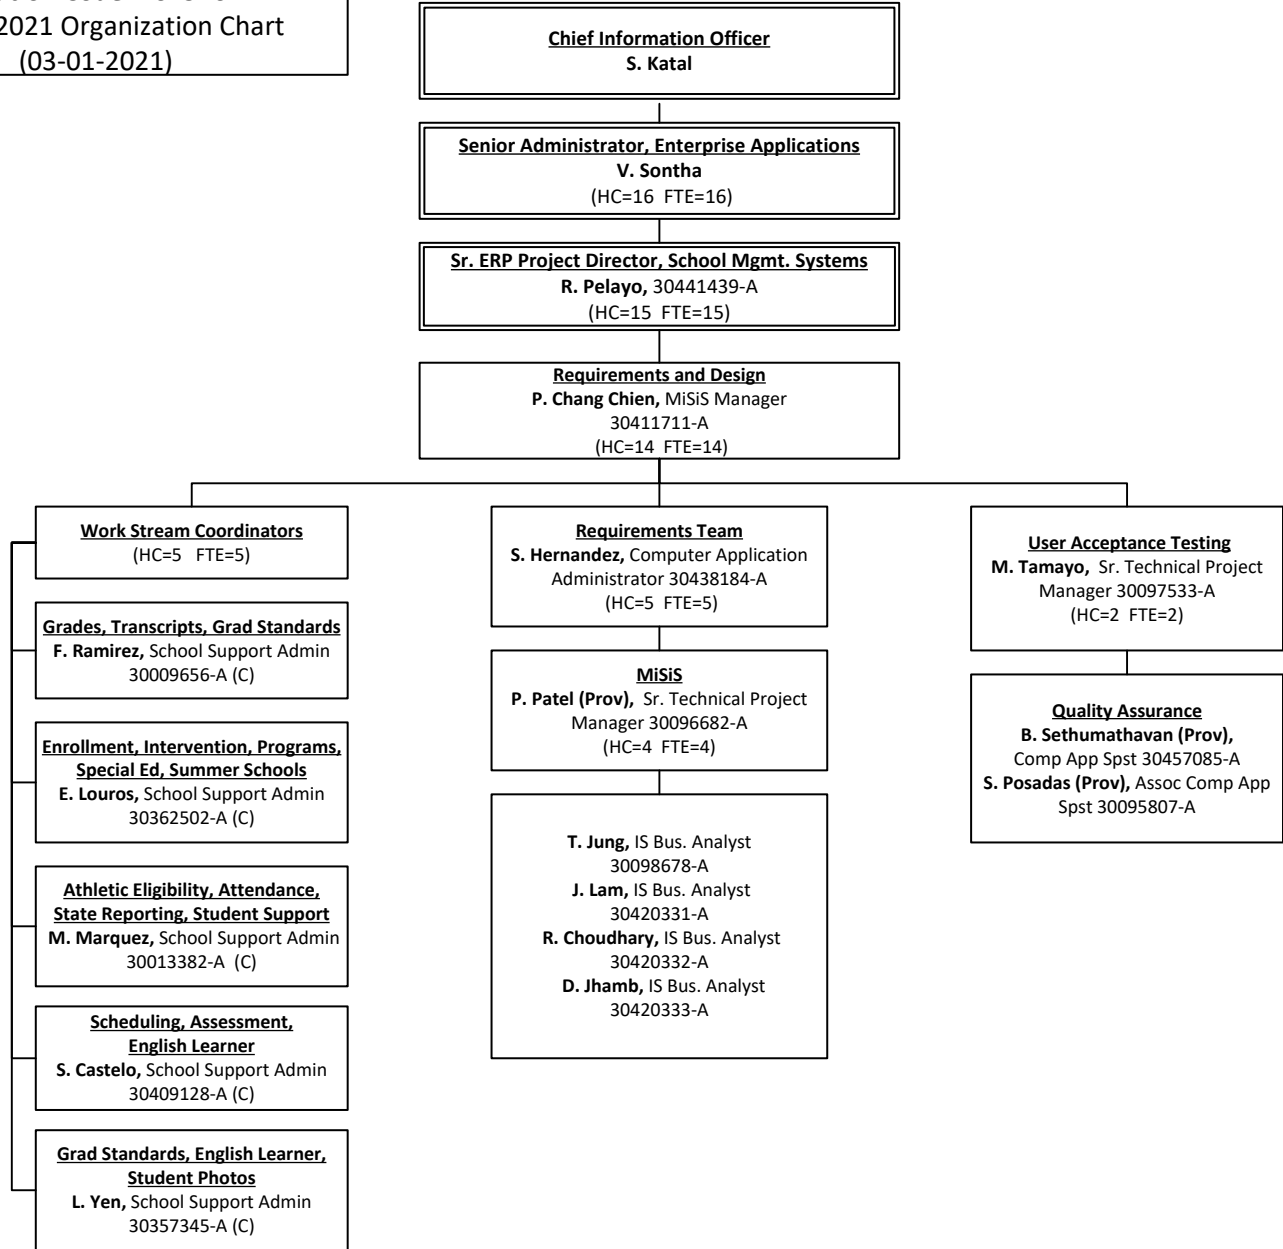 2021 Organization Chart
(03-01-2021)
Chief Information Officer
S. Katal
Senior Administrator, Enterprise Applications
V. Sontha
(HC=16 FTE=16)
Sr. ERP Project Director, School Mgmt. Systems
R. Pelayo, 30441439-A
(HC=15 FTE=15)
Requirements and Design
P. Chang Chien, MiSiS Manager
30411711-A
(HC=14 FTE=14)
Work Stream Coordinators
(HC=5 FTE=5)
Grades, Transcripts, Grad Standards
F. Ramirez, School Support Admin
30009656-A (C)
Enrollment, Intervention, Programs,
Special Ed, Summer Schools
E. Louros, School Support Admin
30362502-A (C)
Athletic Eligibility, Attendance,
State Reporting, Student Support
M. Marquez, School Support Admin
30013382-A (C)
Scheduling, Assessment,
English Learner
S. Castelo, School Support Admin
30409128-A (C)
Grad Standards, English Learner,
Student Photos
L. Yen, School Support Admin
30357345-A (C)
Requirements Team
S. Hernandez, Computer Application
Administrator 30438184-A
(HC=5 FTE=5)
MiSiS
P. Patel (Prov), Sr. Technical Project
Manager 30096682-A
(HC=4 FTE=4)
T. Jung, IS Bus. Analyst
30098678-A
J. Lam, IS Bus. Analyst
30420331-A
R. Choudhary, IS Bus. Analyst
30420332-A
D. Jhamb, IS Bus. Analyst
30420333-A
User Acceptance Testing
M. Tamayo, Sr. Technical Project
Manager 30097533-A
(HC=2 FTE=2)
Quality Assurance
B. Sethumathavan (Prov),
Comp App Spst 30457085-A
S. Posadas (Prov), Assoc Comp App
Spst 30095807-A